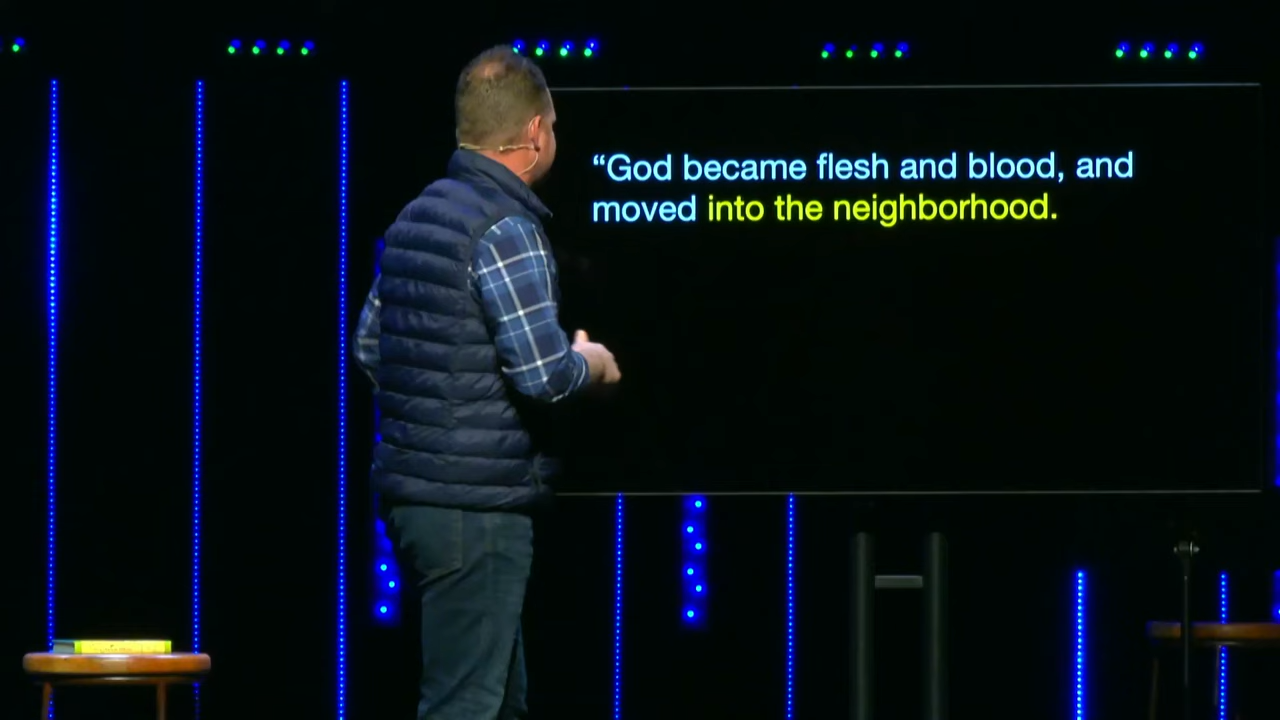 “God became flesh and blood, and
moved into the neighborhood.